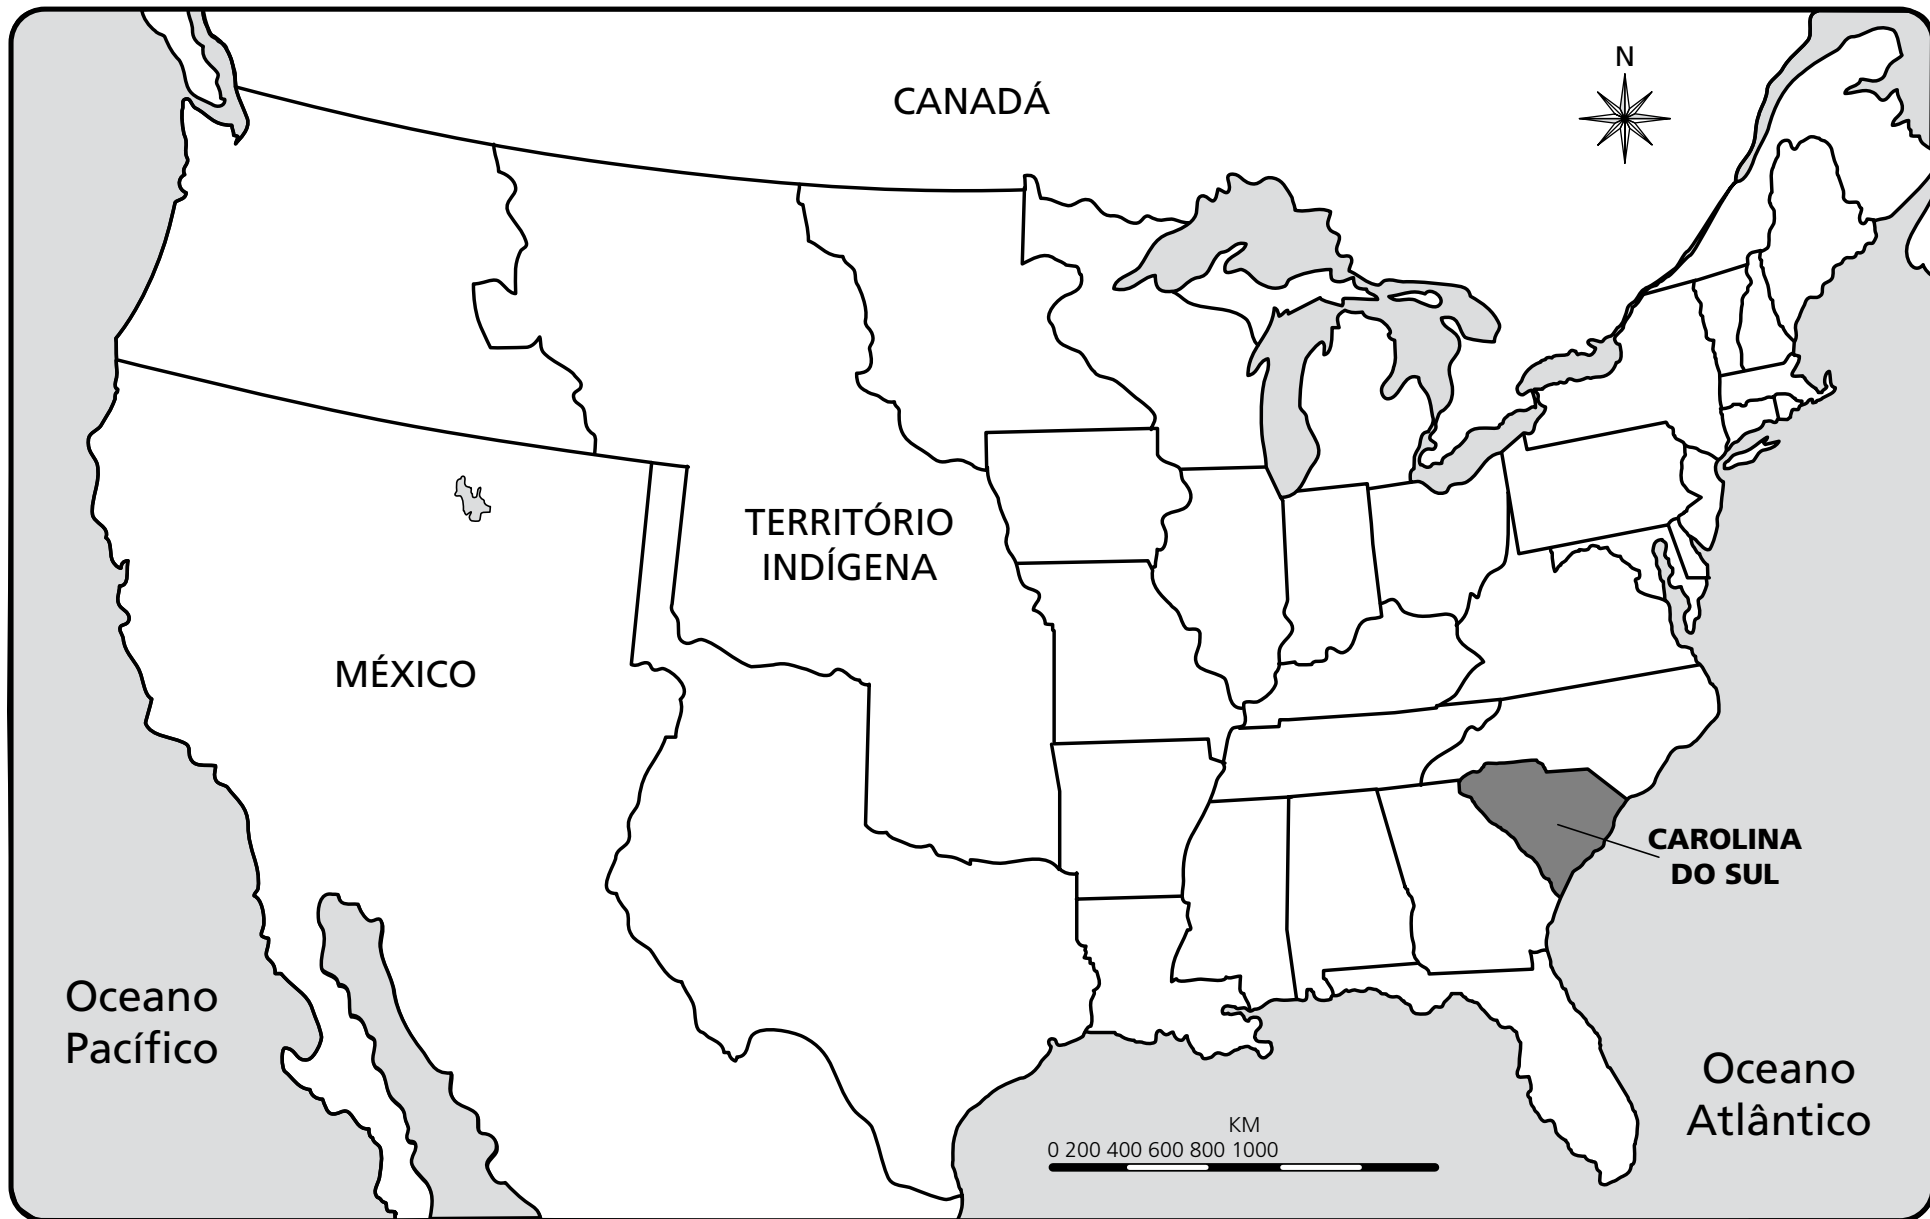 N
CANADÁ
TERRITÓRIO
INDÍGENA
MÉXICO
CAROLINA
DO SUL
Oceano
Pacífico
Oceano
Atlântico
KM
0 200 400 600 800 1000